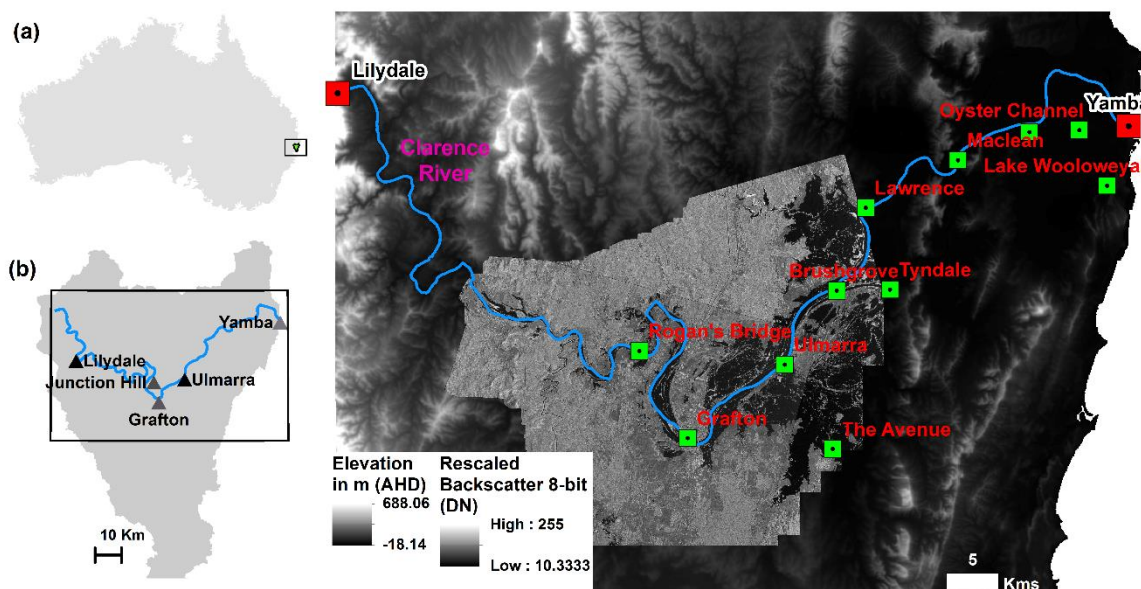 (a)
(b)
Yamba
Lilydale
Junction Hill
Ulmarra
Grafton
10 Km
Lilydale
Clarence
River
Yamba
Oyster Channel
Maclean
Lake Wooloweyah
Lawrence
Brushgrove
Tyndale
Rogan's Bridge
Ulmarra
Grafton
The Avenue
Elevation
in m (AHD)
688.06
-18.14
Rescaled
Backscatter 8-bit
(DN)
High : 255
Low : 10.3333
5
Kms